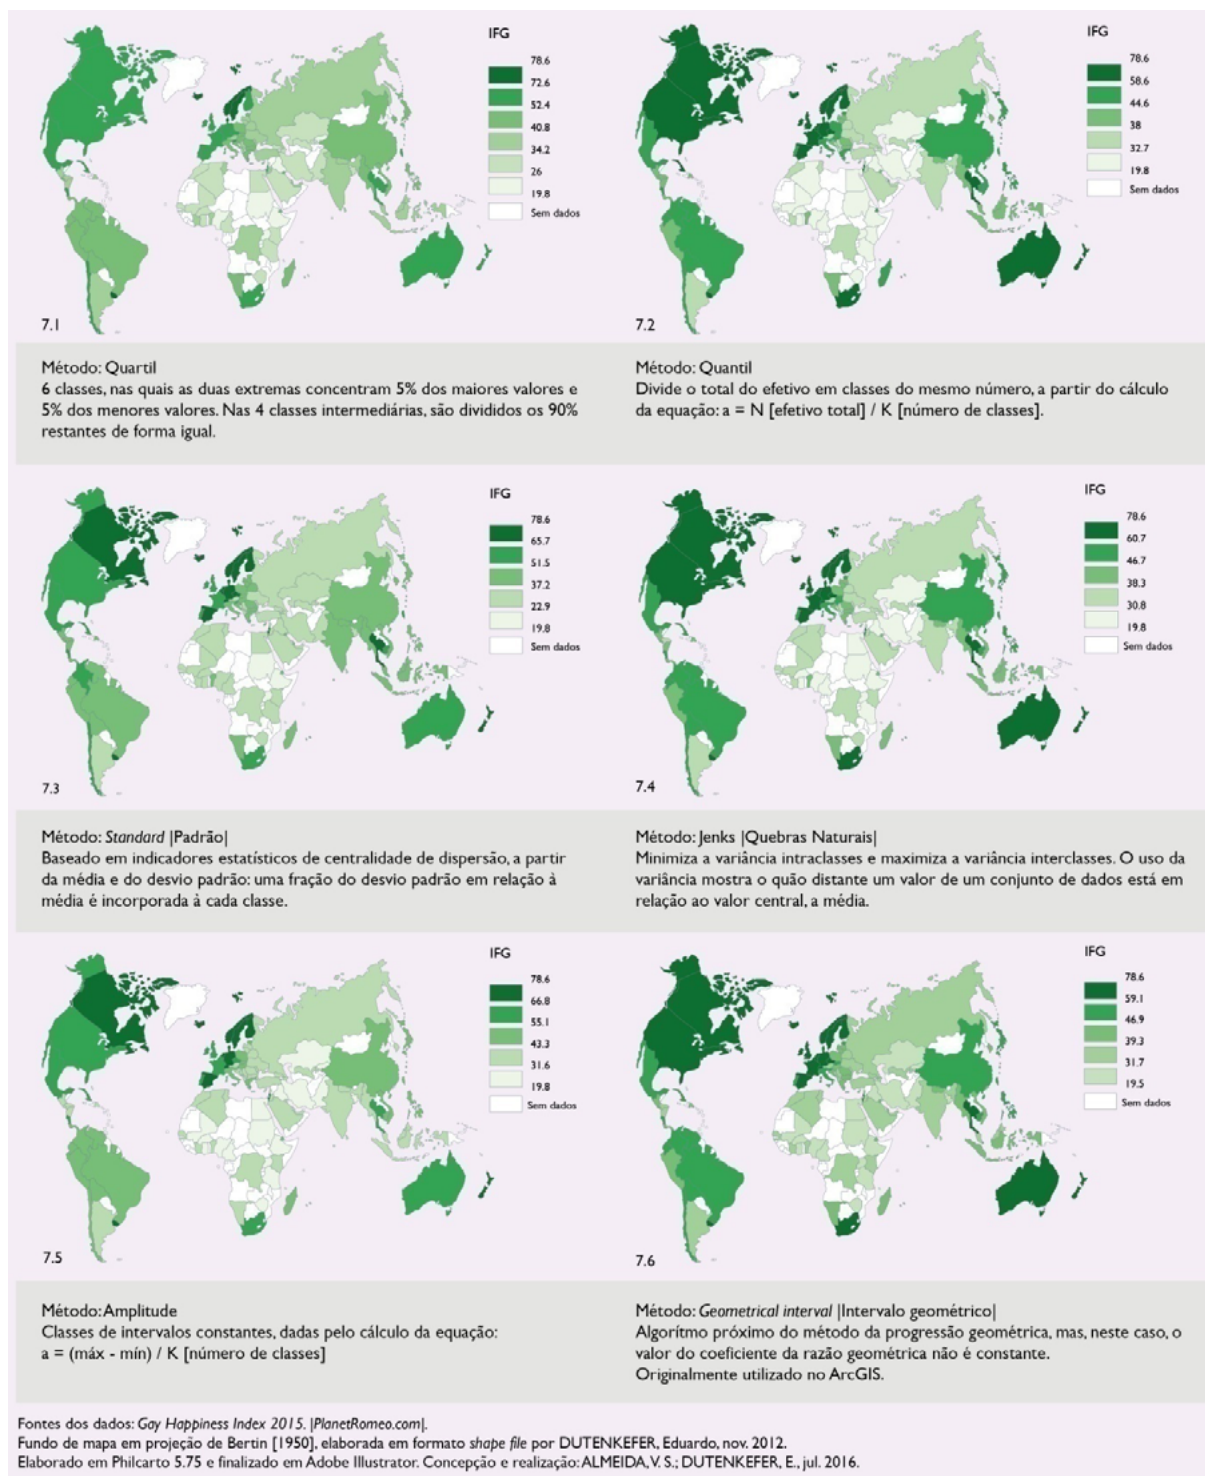 IFG
78.6
72.6
52.4
40.8
34.2
26
19.8
Sem dados
7.1
IFG
78.6
58.6
44.6
38
32.7
19.8
Sem dados
7.2
Método: Quartil
6 classes, nas quais as duas extremas concentram 5% dos maiores valores e
5% dos menores valores. Nas 4 classes intermediárias, são divididos os 90%
restantes de forma igual.
Método: Quantil
Divide o total do efetivo em classes do mesmo número, a partir do cálculo
da equação: a = N [efetivo total] / K [número de classes].
IFG
78.6
65.7
51.5
37.2
22.9
19.8
Sem dados
7.3
IFG
78.6
60.7
46.7
38.3
30.8
19.8
Sem dados
7.4
Método: Standard |Padrão|
Baseado em indicadores estatísticos de centralidade de dispersão, a partir
da média e do desvio padrão: uma fração do desvio padrão em relação à
média é incorporada à cada classe.
Método: Jenks |Quebras Naturais|
Minimiza a variância intraclasses e maximiza a variância interclasses. O uso da
variância mostra o quão distante um valor de um conjunto de dados está em
relação ao valor central, a média.
IFG
78.6
66.8
55.1
43.3
31.6
19.8
Sem dados
7.5
IFG
78.6
59.1
46.9
39.3
31.7
19.5
Sem dados
7.6
Método: Amplitude
Classes de intervalos constantes, dadas pelo cálculo da equação:
a = (máx - mín) / K [número de classes]
Método: Geometrical interval |Intervalo geométrico|
Algorítmo próximo do método da progressão geométrica, mas, neste caso, o
valor do coeficiente da razão geométrica não é constante.
Originalmente utilizado no ArcGIS.
Fontes dos dados: Gay Happiness Index 2015. |PlanetRomeo.com|.
Fundo de mapa em projeção de Bertin [1950], elaborada em formato shape file por DUTENKEFER, Eduardo, nov. 2012.
Elaborado em Philcarto 5.75 e finalizado em Adobe Illustrator. Concepção e realização: ALMEIDA, V. S.; DUTENKEFER, E., jul. 2016.